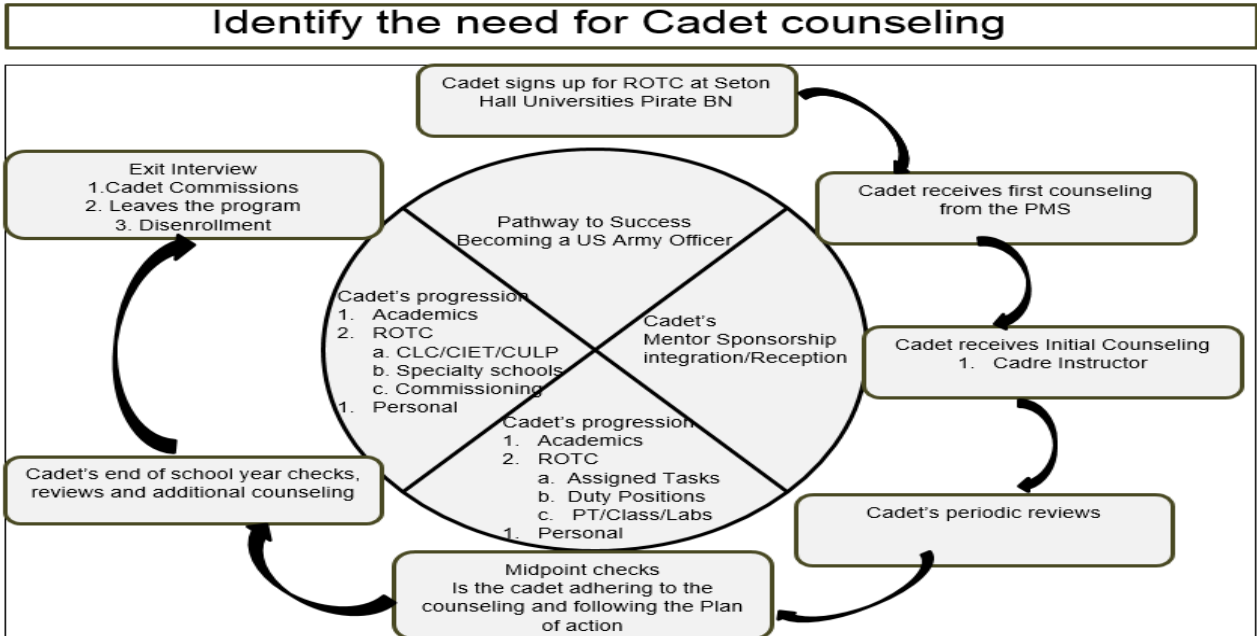 Identify the need for Cadet counseling
Cadet signs up for ROTC at Seton
Hall Universities Pirate BN
Cadet receives first counseling
from the PMS
Cadet receives Initial Counseling
1. Cadre Instructor
Cadet's periodic reviews
Midpoint checks
Is the cadet adhering to the
counseling and following the Plan
of action
Cadet's end of school year checks,
reviews and additional counseling
Exit Interview
1.Cadet Commissions
2. Leaves the program
3. Disenrollment
Pathway to Success
Becoming a US Army Officer
Cadet's
Mentor Sponsorship
integration/Reception
Cadet's progression
1. Academics
2. ROTC
a. Assigned Tasks
b. Duty Positions
c. PT/Class/Labs
1. Personal
Cadet's progression
1. Academics
2. ROTC
a. CLC/CIET/CULP
b. Specialty schools
c. Commissioning
1. Personal